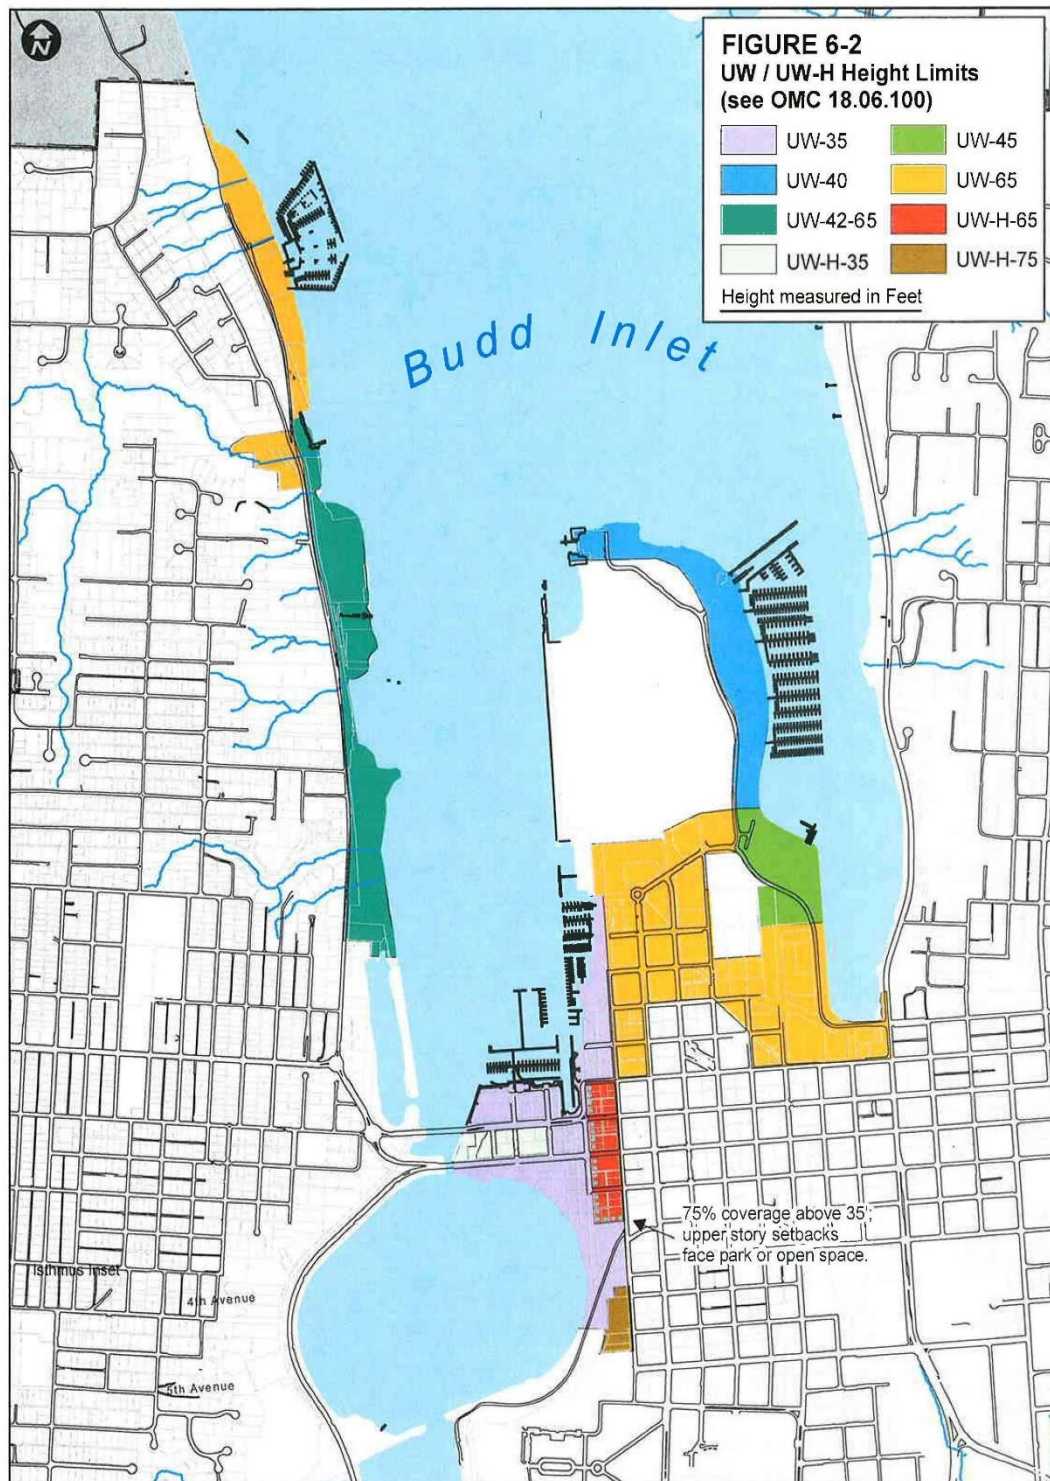 N
FIGURE 6-2
UW / UW-H Height Limits
(see OMC 18.06.100)
UW-35
UW-45
UW-40
UW-65
UW-42-65
UW-H-65
UW-H-35
UW-H-75
Height measured in Feet
Budd Inlet
75% coverage above 35';
upper story setbacks
face park or open space.
Isthmus Inset
4th Avenue
5th Avenue